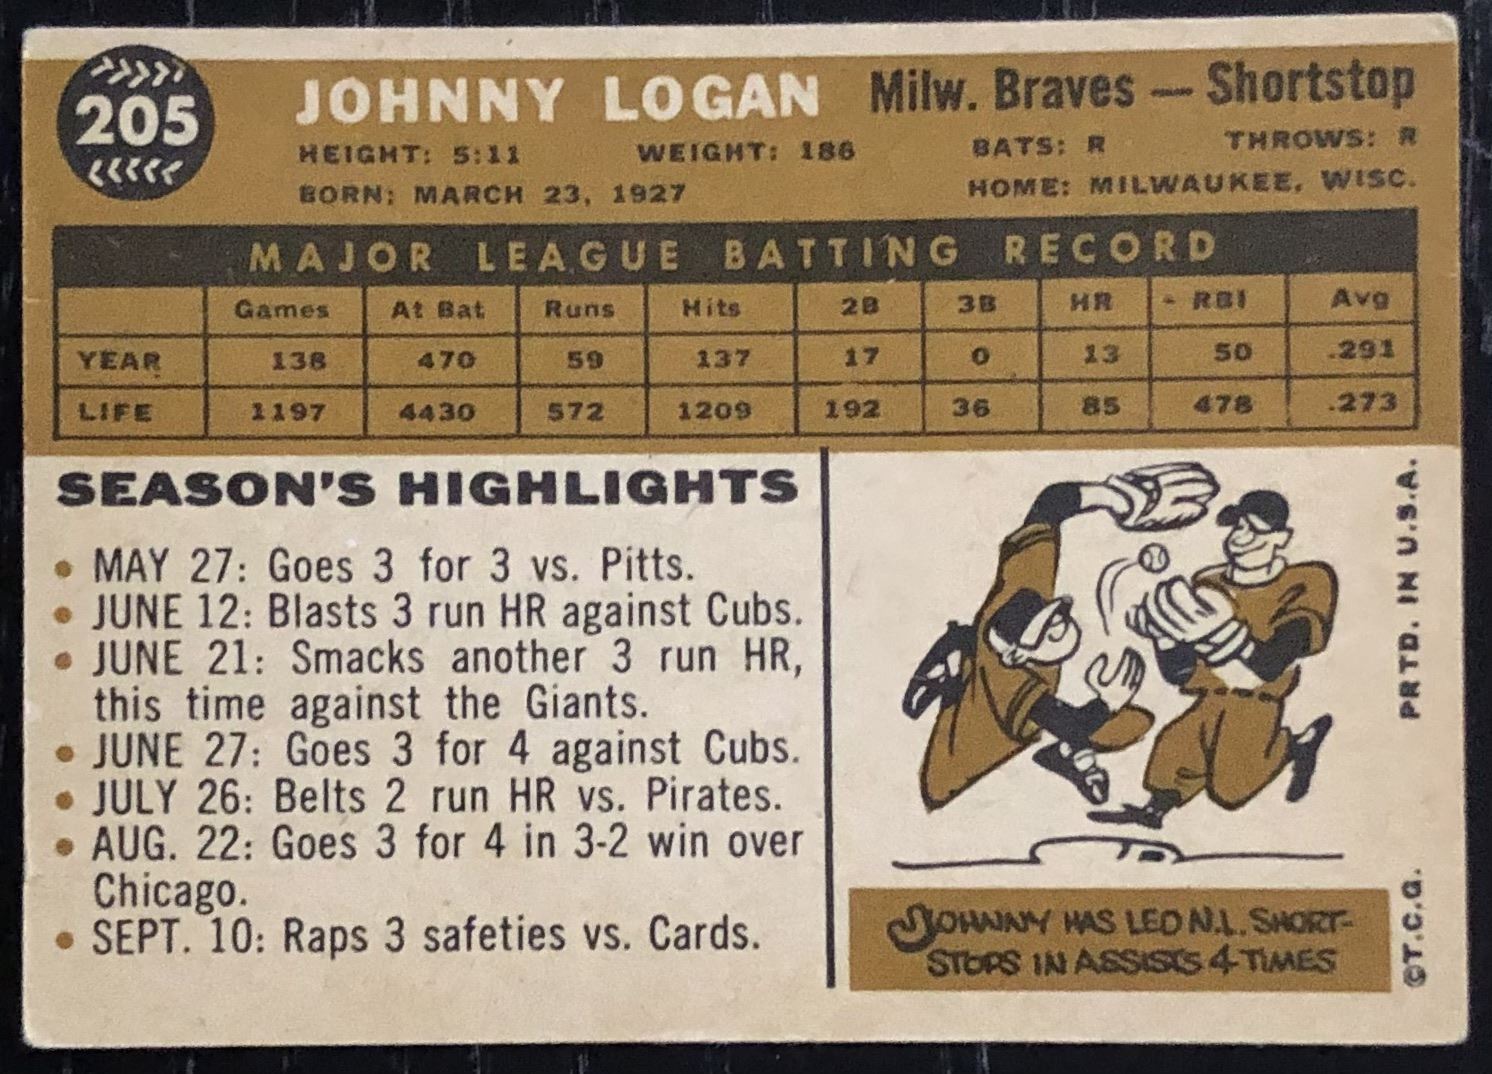 205
JOHNNY LOGAN Milw. Braves — Shortstop
HEIGHT: 5:11 WEIGHT: 186 BATS: R THROWS: R
BORN: MARCH 23, 1927 HOME: MILWAUKEE, WISC.
MAJOR LEAGUE BATTING RECORD
Games At Bat Runs Hits 2B 3B HR RBI Avg
YEAR 138 470 59 137 17 0 13 50 .291
LIFE 1197 4430 572 1209 192 36 85 478 .273
SEASON'S HIGHLIGHTS
• MAY 27: Goes 3 for 3 vs. Pitts.
• JUNE 12: Blasts 3 run HR against Cubs.
• JUNE 21: Smacks another 3 run HR,
this time against the Giants.
• JUNE 27: Goes 3 for 4 against Cubs.
• JULY 26: Belts 2 run HR vs. Pirates.
• AUG. 22: Goes 3 for 4 in 3-2 win over
Chicago.
• SEPT. 10: Raps 3 safeties vs. Cards.
JOHNNY HAS LED N.L. SHORT-
STOPS IN ASSISTS 4 TIMES
©T.C.G. PRTD. IN U.S.A.